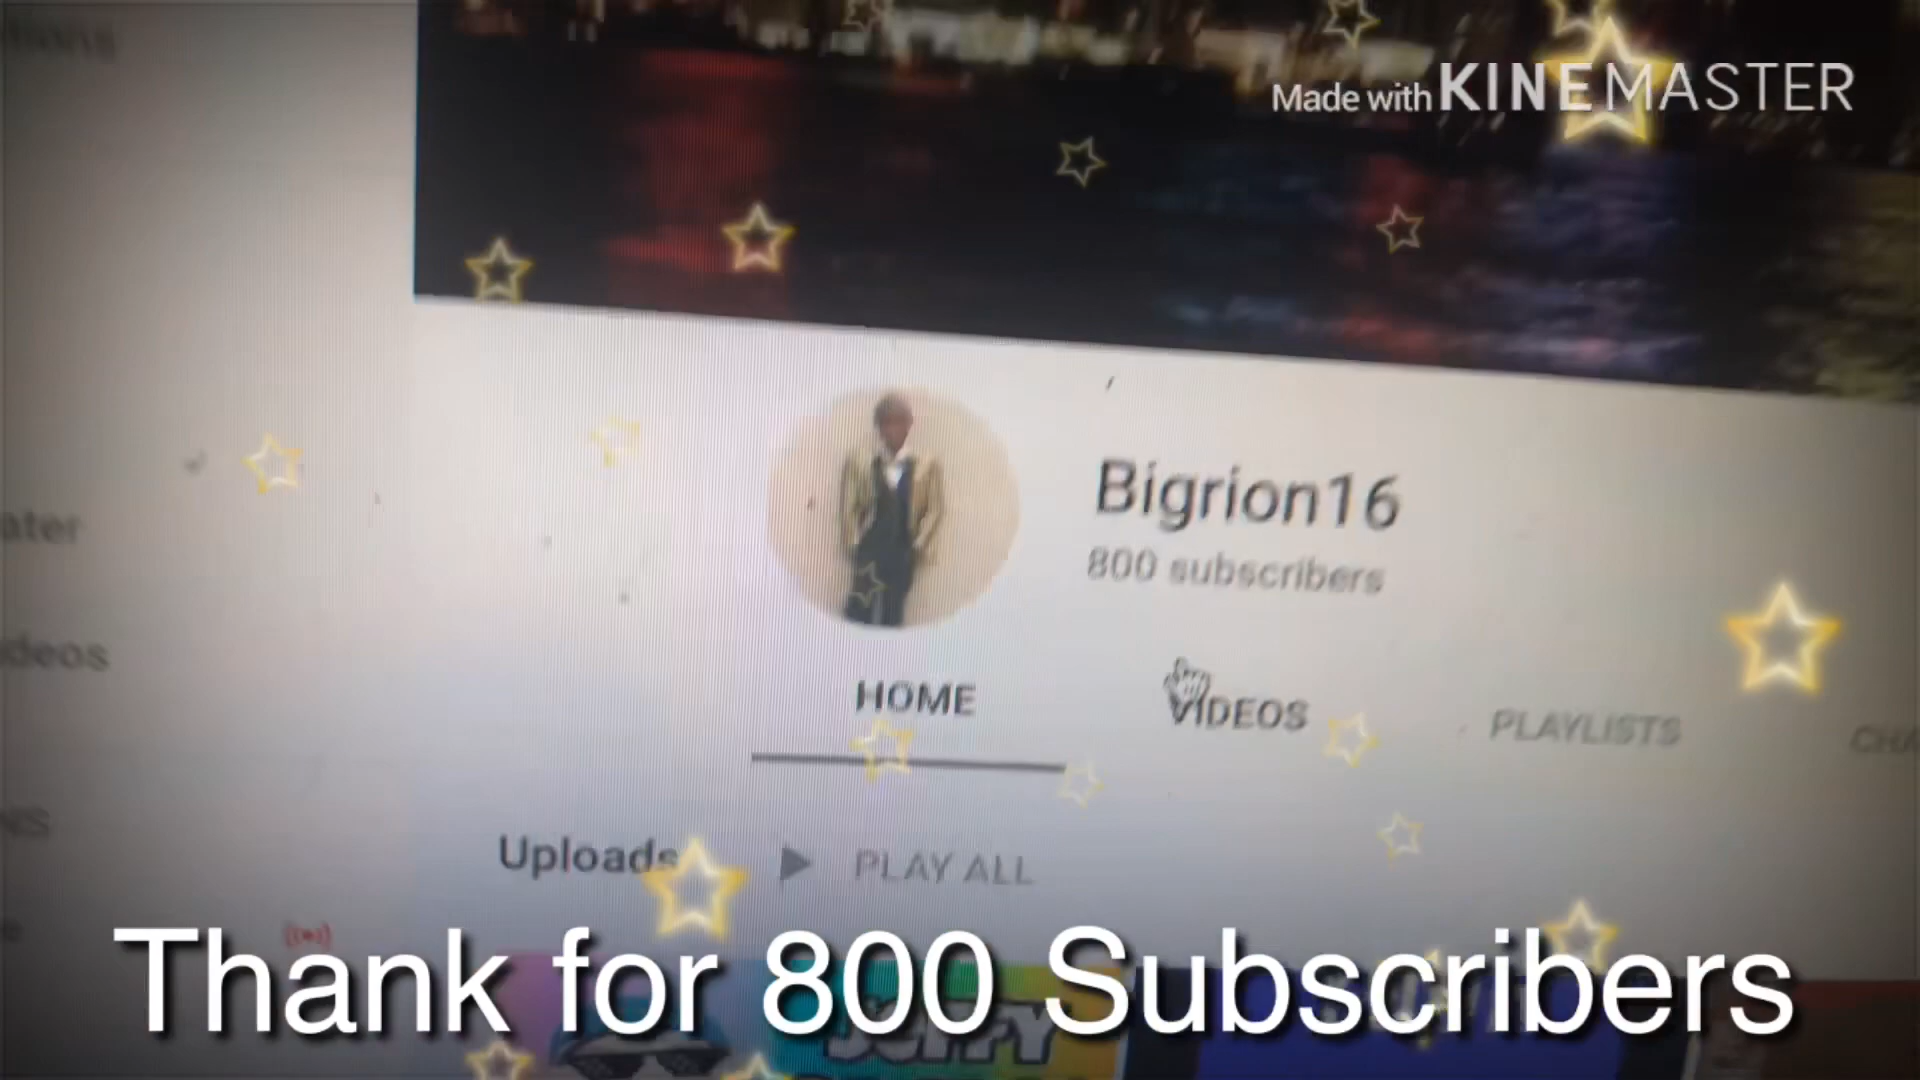 Made with KINEMASTER
Bigrion16
800 subscribers
HOME
VIDEOS
PLAYLISTS
Uploads
PLAY ALL
Thank for 800 Subscribers